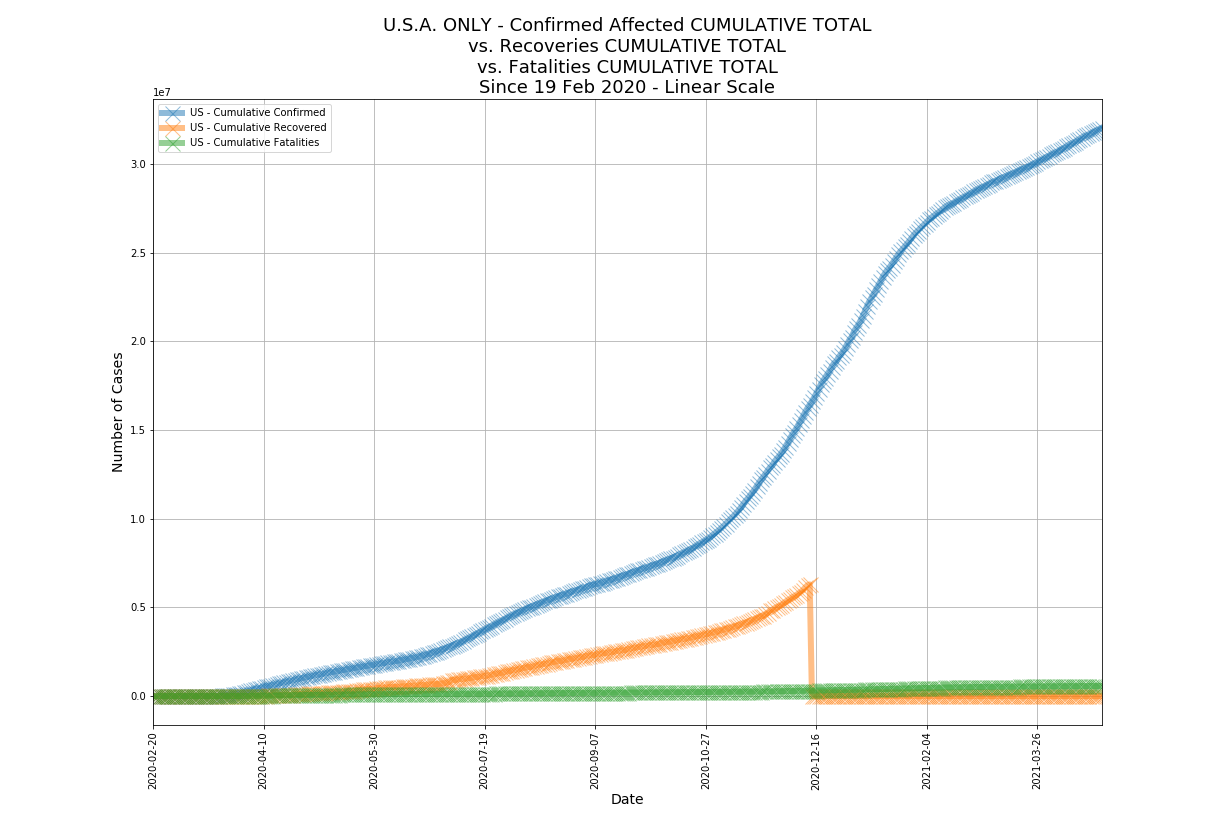 U.S.A. ONLY - Confirmed Affected CUMULATIVE TOTAL
vs. Recoveries CUMULATIVE TOTAL
vs. Fatalities CUMULATIVE TOTAL
Since 19 Feb 2020 - Linear Scale
1e7
US - Cumulative Confirmed
US - Cumulative Recovered
US - Cumulative Fatalities
3.0
2.5
2.0
1.5
1.0
0.5
0.0
Number of Cases
2020-02-20
2020-04-10
2020-05-30
2020-07-19
2020-09-07
2020-10-27
2020-12-16
2021-02-04
2021-03-26
Date